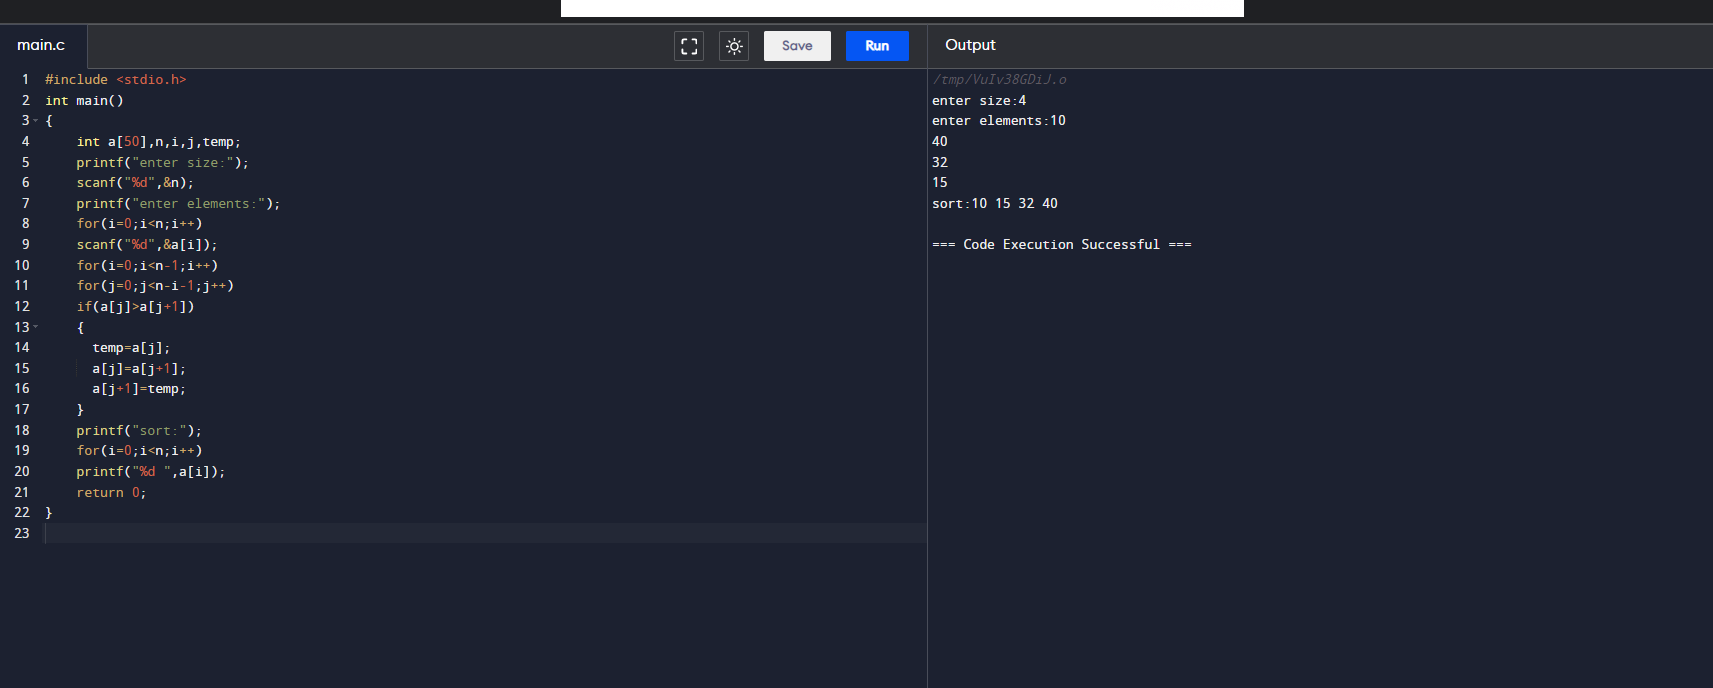 main.c
Save
Run
Output
1 #include <stdio.h>
2 int main()
3 {
4     int a[50],n,i,j,temp;
5     printf("enter size:");
6     scanf("%d",&n);
7     printf("enter elements:");
8     for(i=0;i<n;i++)
9     scanf("%d",&a[i]);
10     for(i=0;i<n-1;i++)
11     for(j=0;j<n-i-1;j++)
12     if(a[j]>a[j+1])
13     {
14       temp=a[j];
15       a[j]=a[j+1];
16       a[j+1]=temp;
17     }
18     printf("sort:");
19     for(i=0;i<n;i++)
20     printf("%d ",a[i]);
21     return 0;
22 }
23
/tmp/VuIv38GDiJ.o
enter size:4
enter elements:10
40
32
15
sort:10 15 32 40
=== Code Execution Successful ===